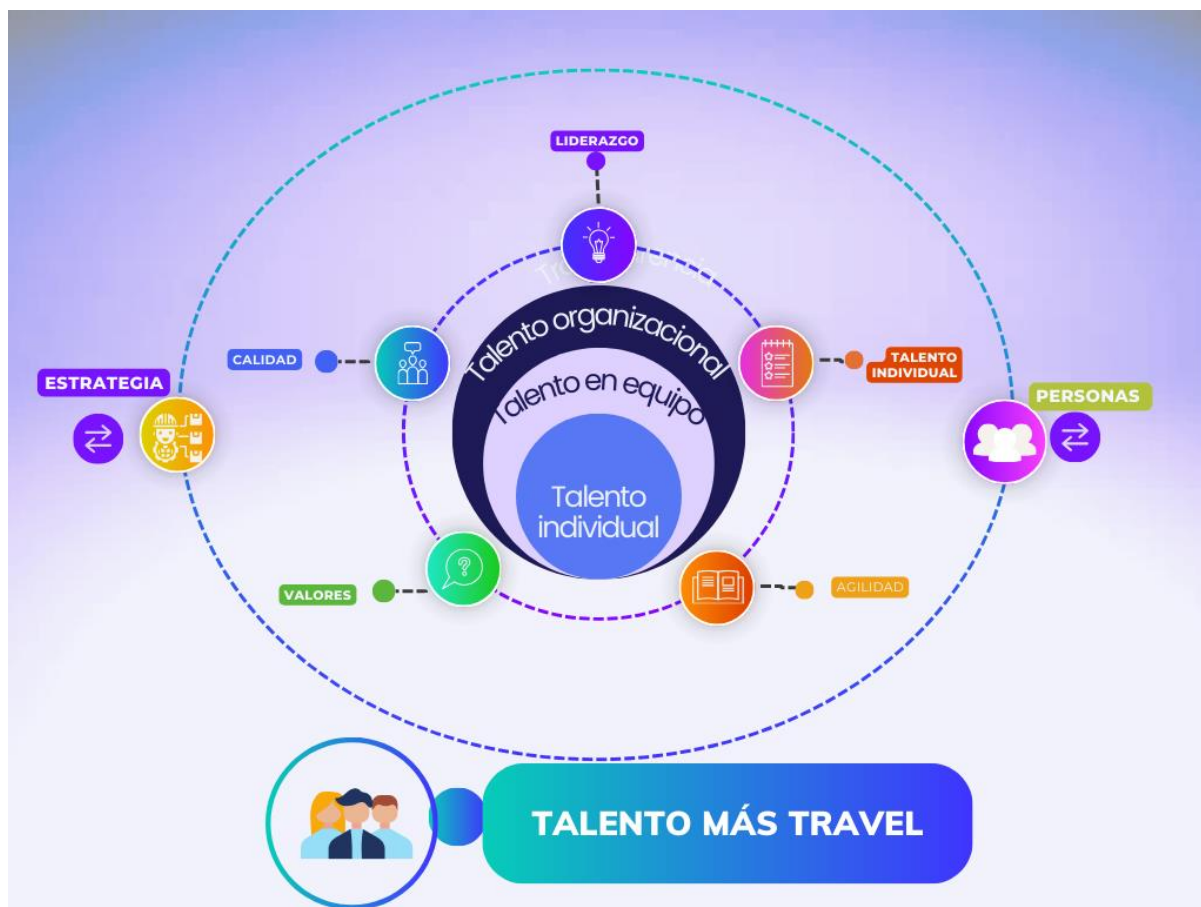 LIDERAZGO
Talento organizacional
CALIDAD
TALENTO
INDIVIDUAL
ESTRATEGIA
Talento en equipo
PERSONAS
Talento
individual
?
VALORES
AGILIDAD
TALENTO MÁS TRAVEL